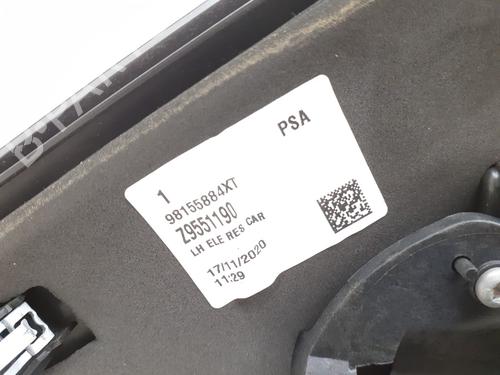 PSA
1
98155884XT
Z9551190
LH ELE RES CAR
17/11/2020
11:29